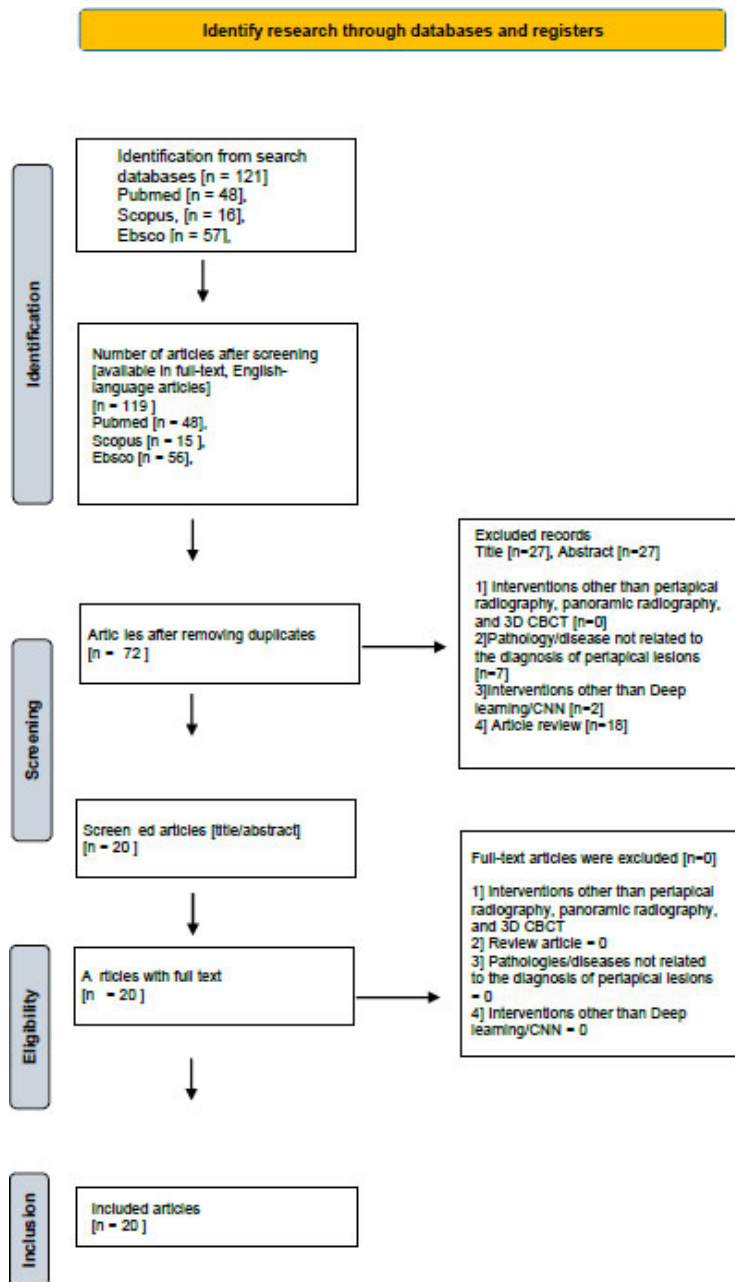 Identify research through databases and registers
Identification
Identification from search
databases [n = 121]
Pubmed [n = 48],
Scopus, [n = 16],
Ebsco [n = 57],
Number of articles after screening
[available in full-text, English-
language articles]
[n = 119 ]
Pubmed [n = 48],
Scopus [n = 15 ],
Ebsco [n = 56],
Screening
Artic les after removing duplicates
[n = 72 ]
Excluded records
Title [n=27], Abstract [n=27]
1] Interventions other than periapical
radiography, panoramic radiography,
and 3D CBCT [n=0]
2]Pathology/disease not related to
the diagnosis of periapical lesions
[n=7]
3]Interventions other than Deep
learning/CNN [n=2]
4] Article review [n=18]
Screen ed articles [title/abstract]
[n = 20 ]
Eligibility
A rticles with full text
[n = 20 ]
Full-text articles were excluded [n=0]
1] Interventions other than periapical
radiography, panoramic radiography,
and 3D CBCT
2] Review article = 0
3] Pathologies/diseases not related
to the diagnosis of periapical lesions
= 0
4] Interventions other than Deep
learning/CNN = 0
Inclusion
Included articles
[n = 20 ]